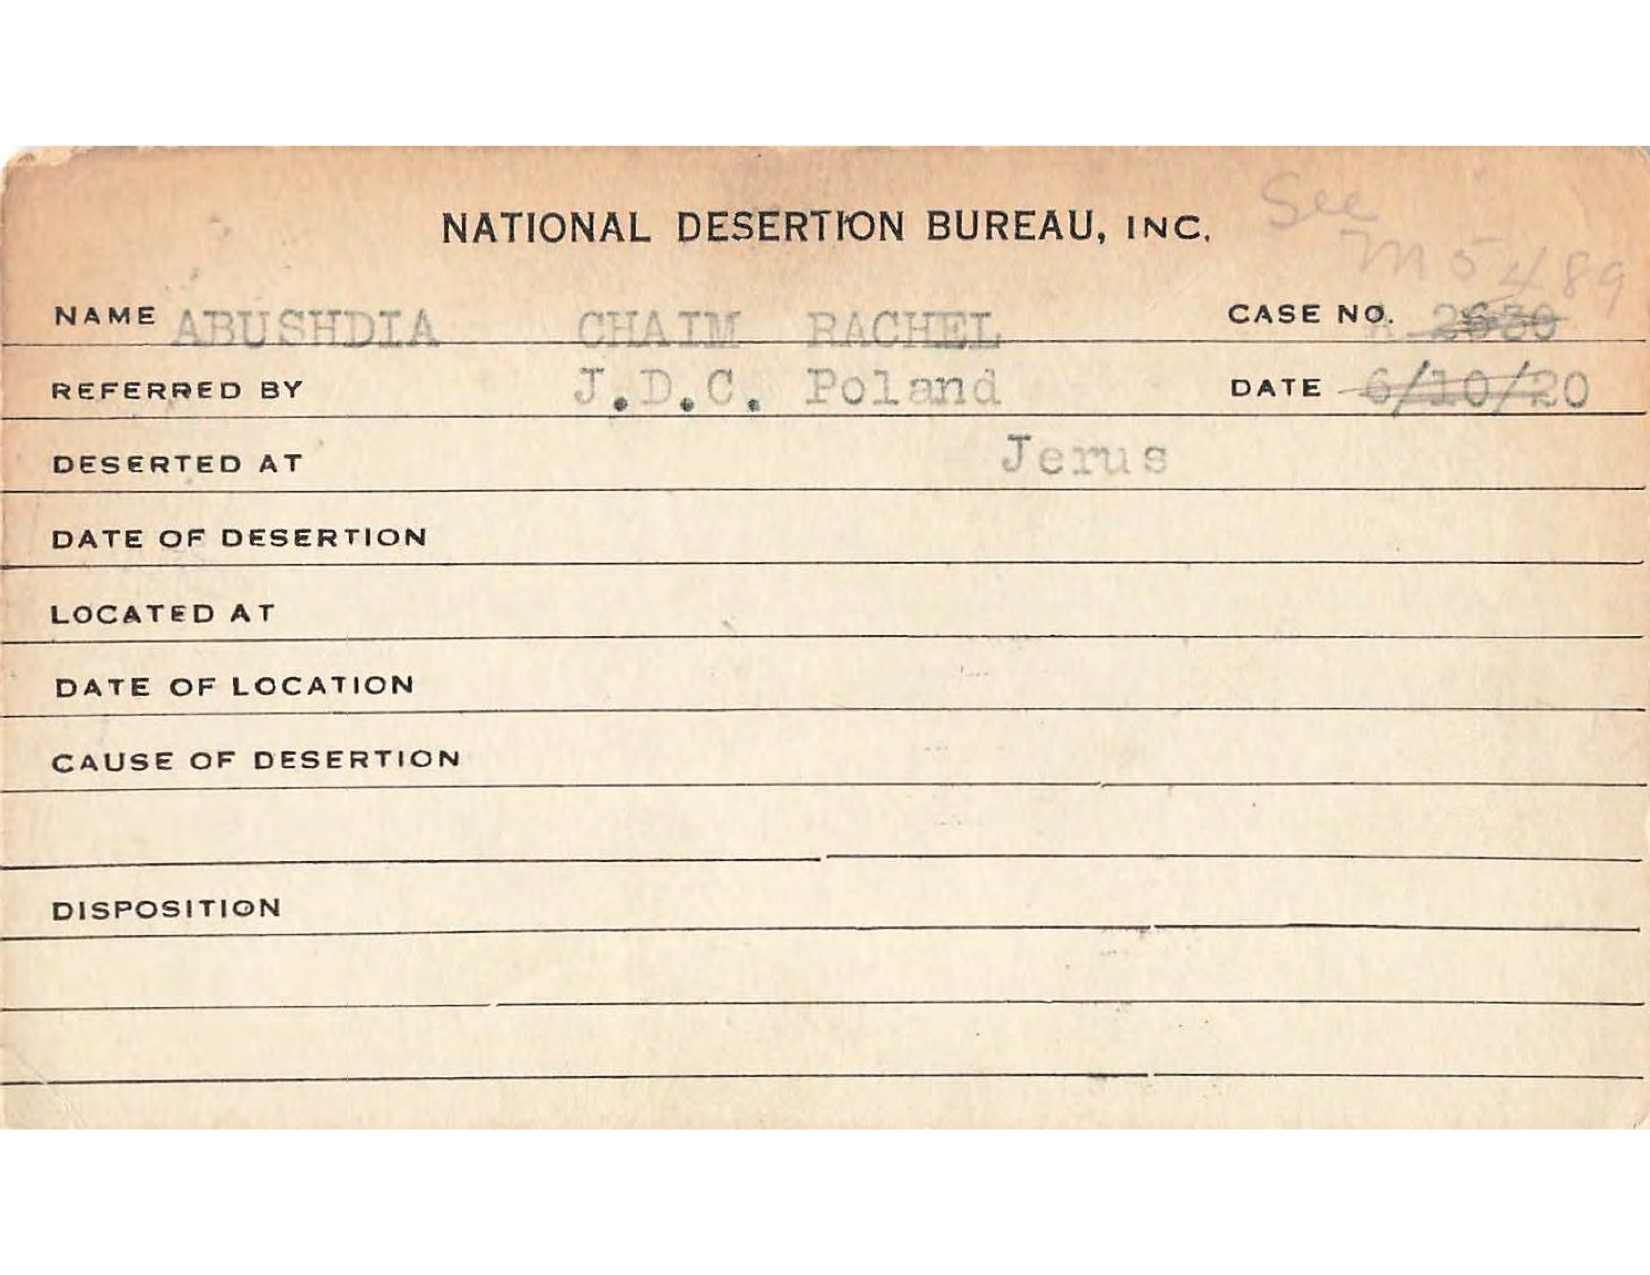 NATIONAL DESERTION BUREAU, INC.
See
M 5489
NAME ABUSHDIA CHAIM RACHEL CASE NO. A
REFERRED BY J.D.C. Poland DATE 6/10/20
DESERTED AT Jerus
DATE OF DESERTION
LOCATED AT
DATE OF LOCATION
CAUSE OF DESERTION
DISPOSITION